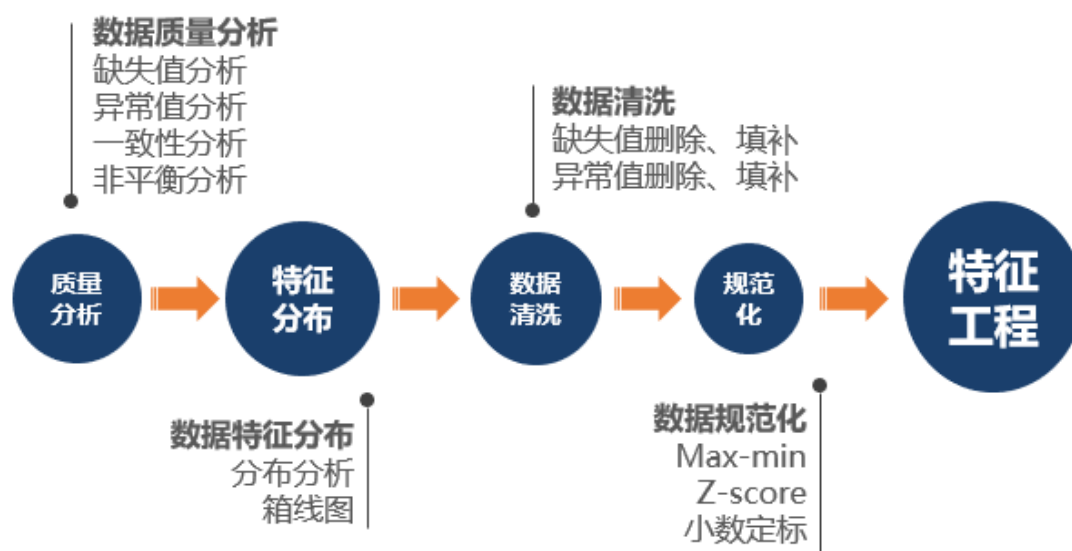 数据质量分析
缺失值分析
异常值分析
一致性分析
非平衡分析
数据清洗
缺失值删除、填补
异常值删除、填补
质量
分析
特征
分布
数据
清洗
规范
化
特征
工程
数据特征分布
分布分析
箱线图
数据规范化
Max-min
Z-score
小数定标